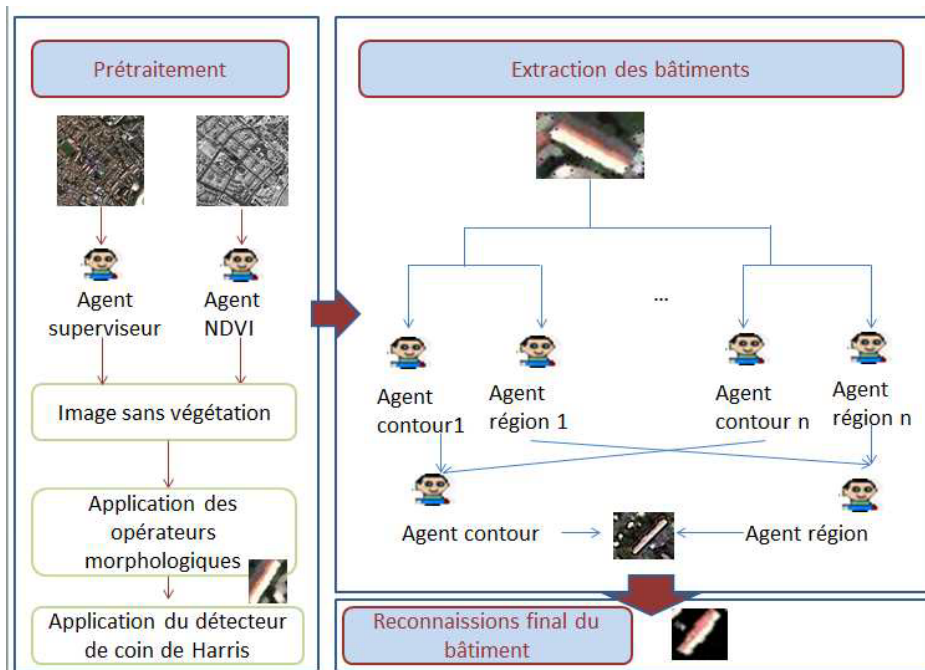 Prétraitement
Agent
superviseur
Agent
NDVI
Image sans végétation
Application des
opérateurs
morphologiques
Application du détecteur
de coin de Harris
Extraction des bâtiments
...
Agent
contour1
Agent
région 1
Agent
contour n
Agent
région n
Agent contour
Agent région
Reconnaissions final du
bâtiment